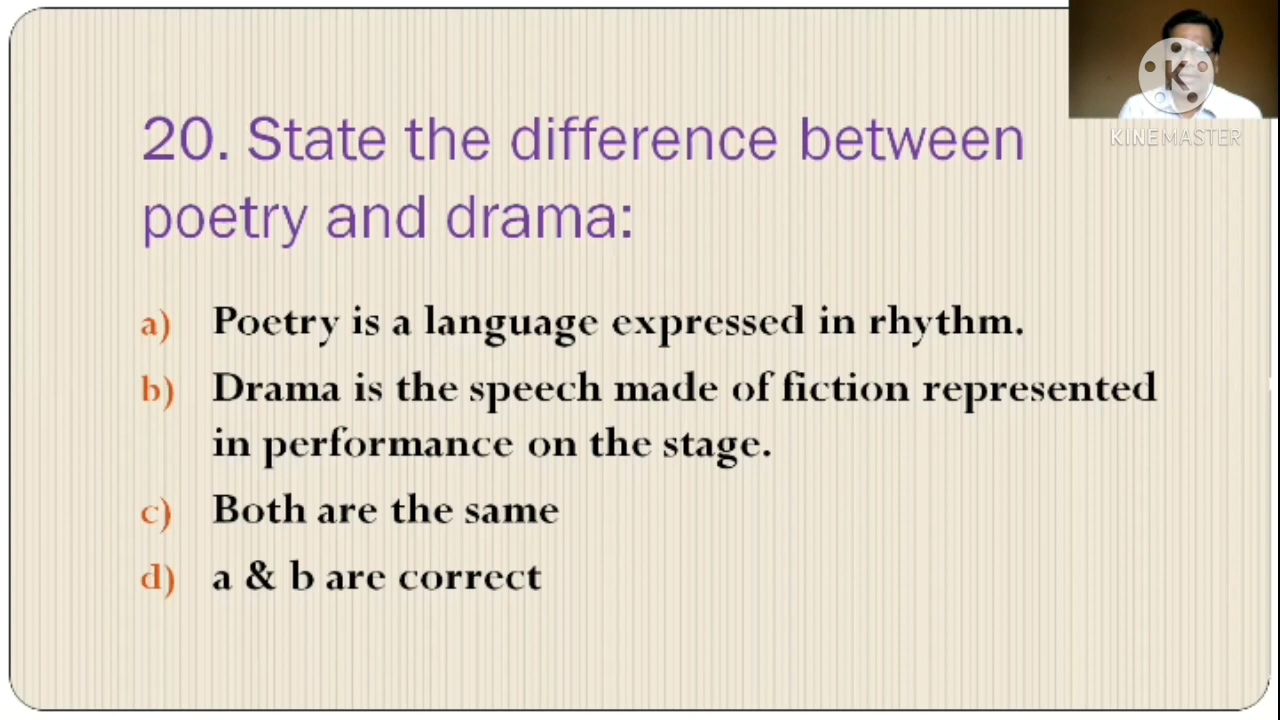 KINEMASTER
20. State the difference between
poetry and drama:
a) Poetry is a language expressed in rhythm.
b) Drama is the speech made of fiction represented
in performance on the stage.
c) Both are the same
d) a & b are correct
K